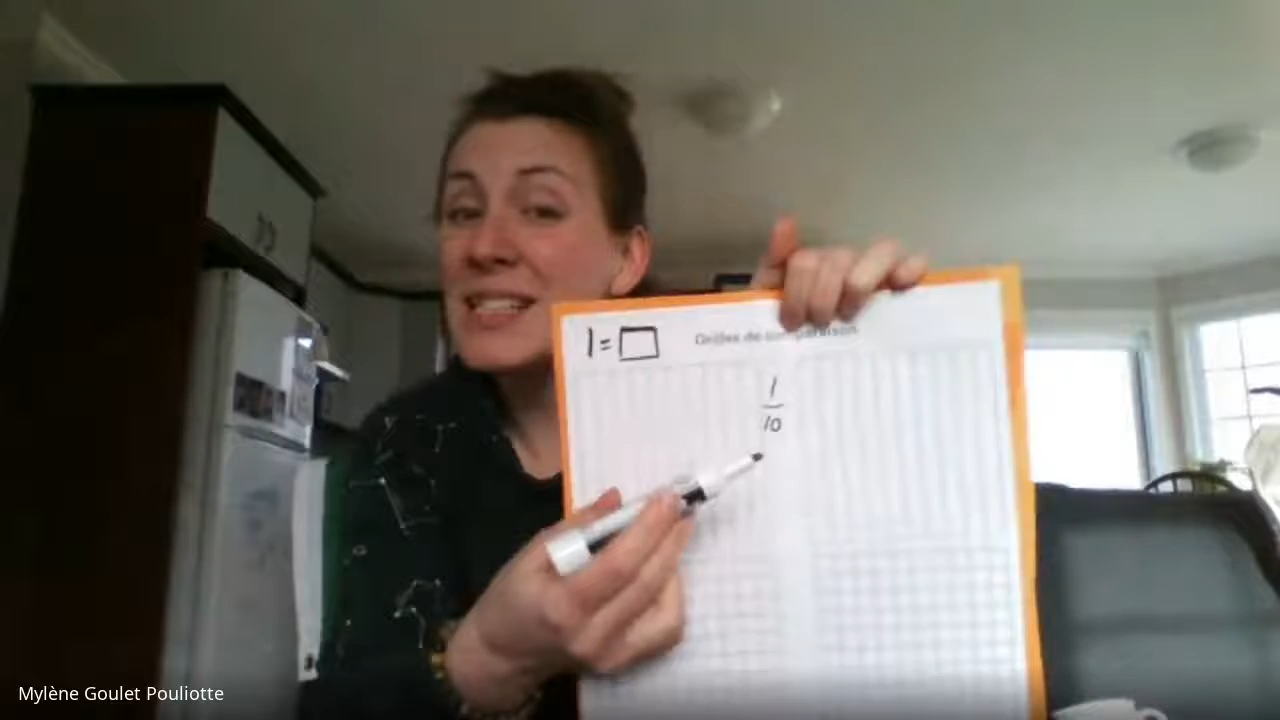 1 = □
Grilles de comparaison
1
10
Mylène Goulet Pouliotte